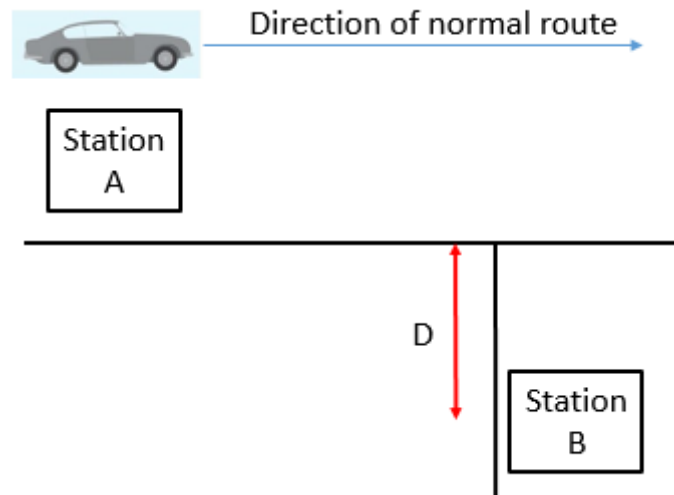 Direction of normal route
Station
A
D
Station
B